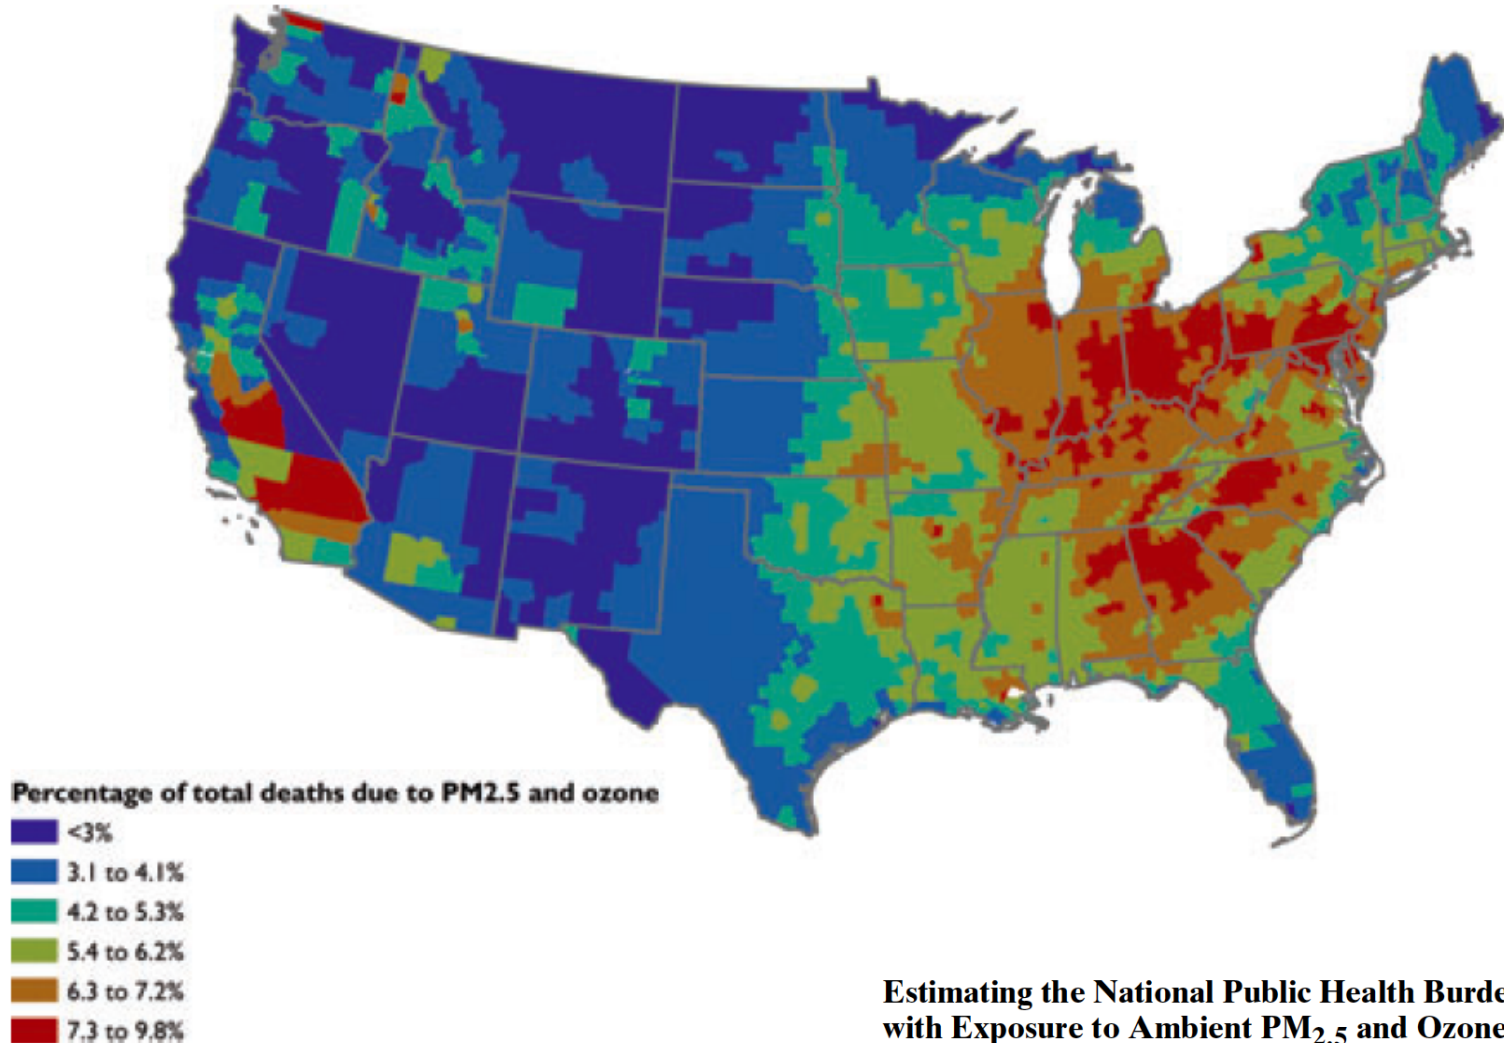 Percentage of total deaths due to PM2.5 and ozone
<3%
3.1 to 4.1%
4.2 to 5.3%
5.4 to 6.2%
6.3 to 7.2%
7.3 to 9.8%
Estimating the National Public Health Burde
with Exposure to Ambient PM2.5 and Ozone